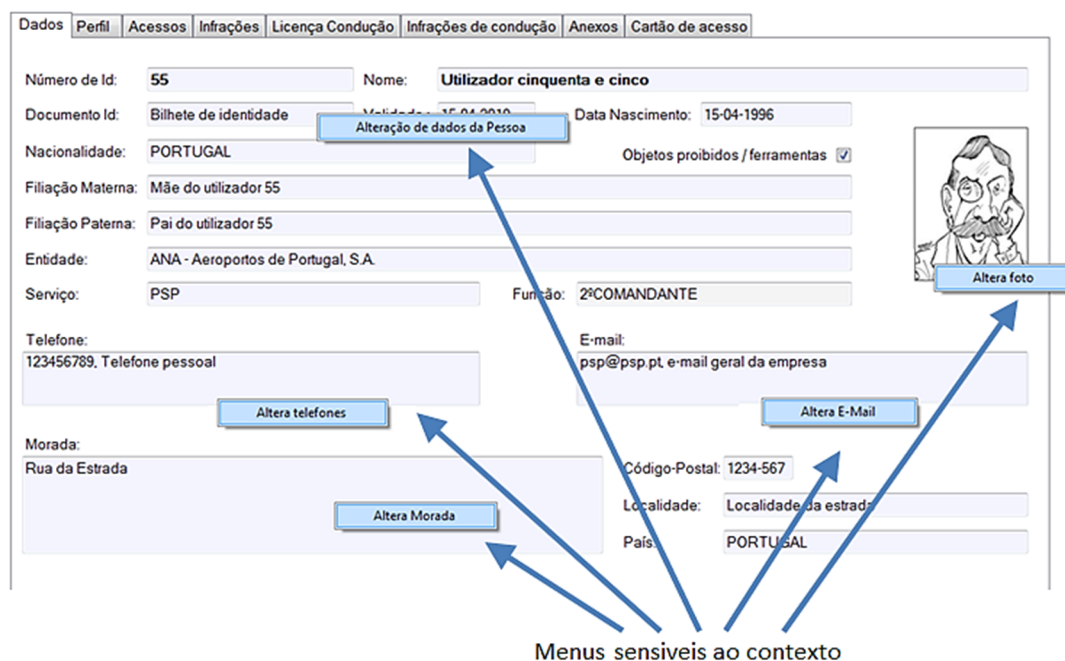 Dados Perfil Acessos Infrações Licença Condução Infrações de condução Anexos Cartão de acesso
Número de Id: 55 Nome: Utilizador cinquenta e cinco
Documento Id: Bilhete de identidade Data Nascimento: 15-04-1996
Alteração de dados da Pessoa
Nacionalidade: PORTUGAL Objetos proibidos / ferramentas
Filiação Materna: Mãe do utilizador 55
Filiação Paterna: Pai do utilizador 55
Entidade: ANA - Aeroportos de Portugal, S.A.
Altera foto
Serviço: PSP Função: 2ºCOMANDANTE
Telefone: E-mail:
123456789, Telefone pessoal psp@psp.pt, e-mail geral da empresa
Altera telefones Altera E-Mail
Morada:
Rua da Estrada Código-Postal: 1234-567
Localidade: Localidade da estrada
Altera Morada
País: PORTUGAL
Menus sensiveis ao contexto